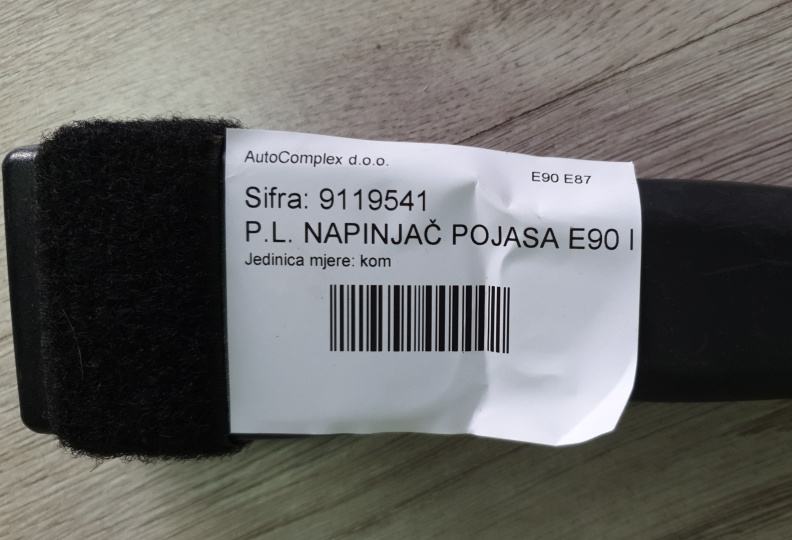 AutoComplex d.o.o.
E90 E87
Sifra: 9119541
P.L. NAPINJAČ POJASA E90 I
Jedinica mjere: kom